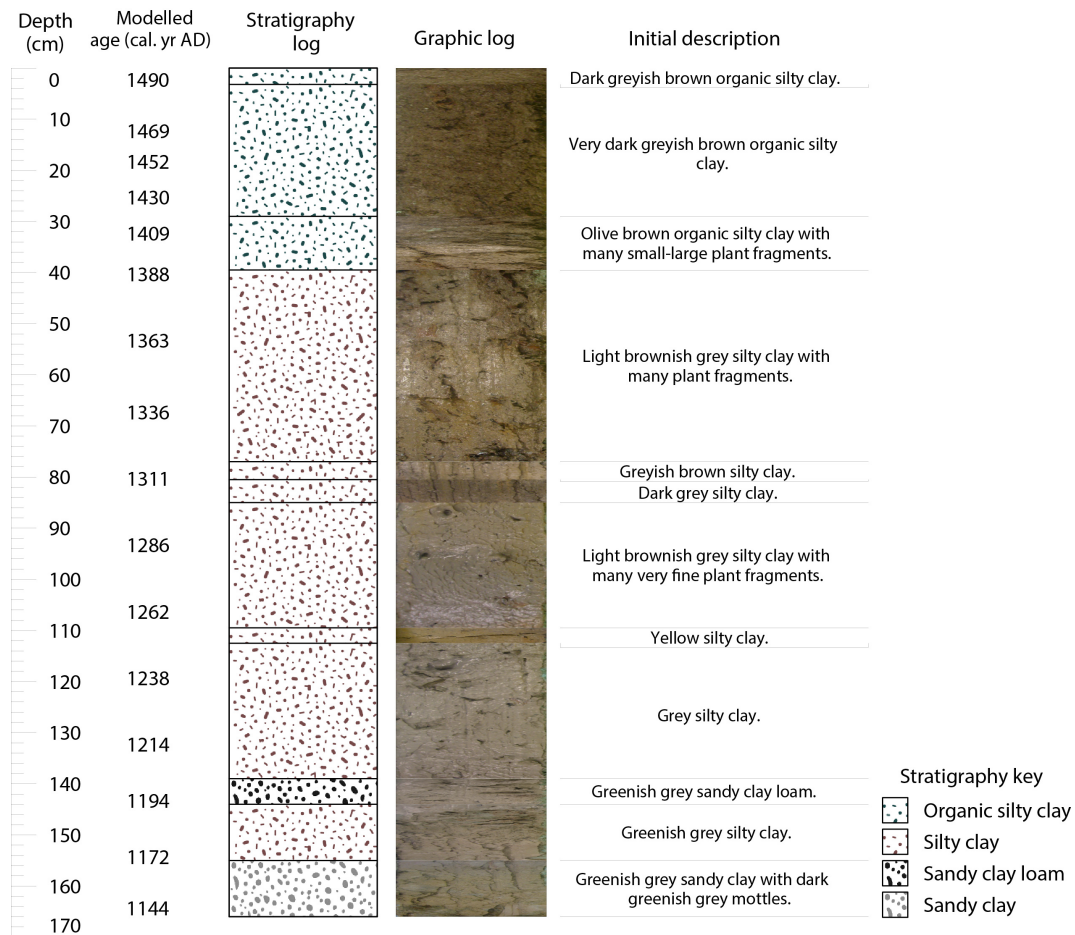 Depth
(cm)
Modelled
age (cal. yr AD)
Stratigraphy
log
Graphic log
Initial description
0
10
20
30
40
50
60
70
80
90
100
110
120
130
140
150
160
170
1490
1469
1452
1430
1409
1388
1363
1336
1311
1286
1262
1238
1214
1194
1172
1144
Dark greyish brown organic silty clay.
Very dark greyish brown organic silty
clay.
Olive brown organic silty clay with
many small-large plant fragments.
Light brownish grey silty clay with
many plant fragments.
Greyish brown silty clay.
Dark grey silty clay.
Light brownish grey silty clay with
many very fine plant fragments.
Yellow silty clay.
Grey silty clay.
Greenish grey sandy clay loam.
Greenish grey silty clay.
Greenish grey sandy clay with dark
greenish grey mottles.
Stratigraphy key
Organic silty clay
Silty clay
Sandy clay loam
Sandy clay